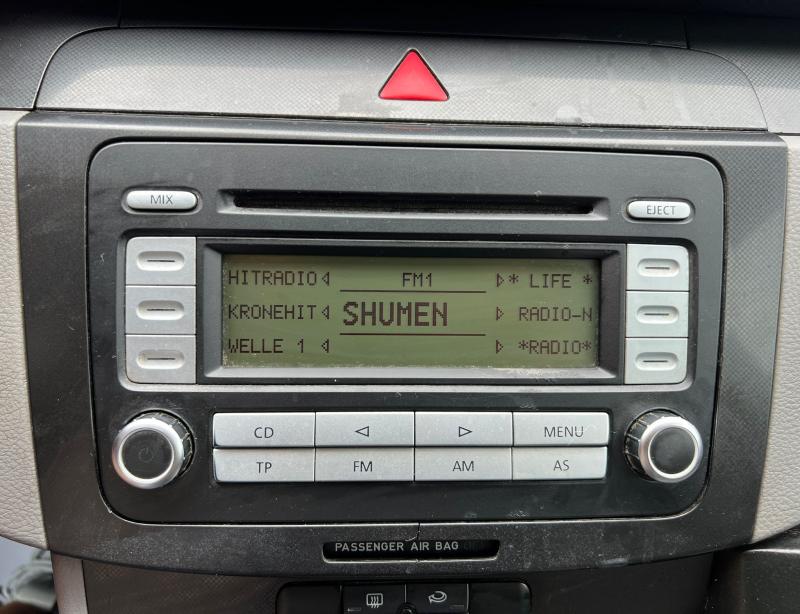 MIX
EJECT
HITRADIO FM1 * LIFE *
KRONEHIT SHUMEN RADIO-N
WELLE 1 *RADIO*
CD MENU
TP FM AM AS
PASSENGER AIR BAG